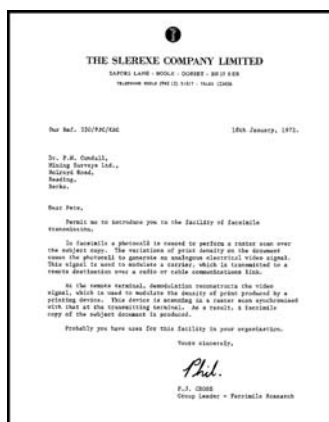 THE SLEREXE COMPANY LIMITED
SAPORS LANE - BOOLE - DORSET - BH 25 8 ER
TELEPHONE BOOLE (945 13) 51617 - TELEX 123456
Our Ref. 350/PJC/EAC
18th January, 1972.
Dr. P.N. Cundall,
Mining Surveys Ltd.,
Holroyd Road,
Reading,
Berks.
Dear Pete,
Permit me to introduce you to the facility of facsimile
transmission.
In facsimile a photocell is caused to perform a raster scan over
the subject copy. The variations of print density on the document
cause the photocell to generate an analogous electrical video signal.
This signal is used to modulate a carrier, which is transmitted to a
remote destination over a radio or cable communications link.
At the remote terminal, demodulation reconstructs the video
signal, which is used to modulate the density of print produced by a
printing device. This device is scanning in a raster scan synchronised
with that at the transmitting terminal. As a result, a facsimile
copy of the subject document is produced.
Probably you have uses for this facility in your organisation.
Yours sincerely,
Phil.
P.J. CROSS
Group Leader - Facsimile Research